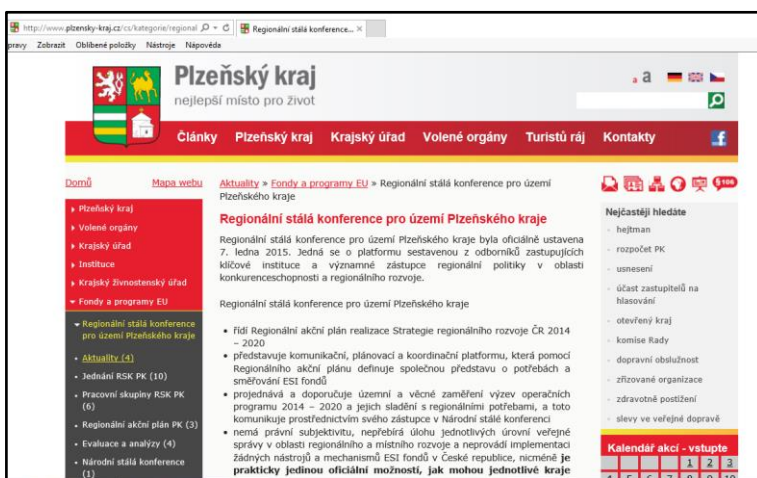 http://www.plzensky-kraj.cz/cs/kategorie/regional
Regionální stálá konference... ×
pravy Zobrazit Oblíbené položky Nástroje Nápověda
Plzeňský kraj
nejlepší místo pro život
a a
Články Plzeňský kraj Krajský úřad Volené orgány Turistů ráj Kontakty f
Domů Mapa webu
Plzeňský kraj
Volené orgány
Krajský úřad
Instituce
Krajský živnostenský úřad
Fondy a programy EU
Regionální stálá konference
pro území Plzeňského kraje
Aktuality (4)
Jednání RSK PK (10)
Pracovní skupiny RSK PK
(6)
Regionální akční plán PK (3)
Evaluace a analýzy (4)
Národní stálá konference
(1)
Aktuality » Fondy a programy EU » Regionální stálá konference pro území
Plzeňského kraje
Regionální stálá konference pro území Plzeňského kraje
Regionální stálá konference pro území Plzeňského kraje byla oficiálně ustavena
7. ledna 2015. Jedná se o platformu sestavenou z odborníků zastupujících
klíčové instituce a významné zástupce regionální politiky v oblasti
konkurenceschopnosti a regionálního rozvoje.
Regionální stálá konference pro území Plzeňského kraje
• řídí Regionální akční plán realizace Strategie regionálního rozvoje ČR 2014
– 2020
• představuje komunikační, plánovací a koordinační platformu, která pomocí
Regionálního akční plánu definuje společnou představu o potřebách a
směřování ESI fondů
• projednává a doporučuje územní a věcné zaměření výzev operačních
programu 2014 – 2020 a jejich sladění s regionálními potřebami, a toto
komunikuje prostřednictvím svého zástupce v Národní stálé konferenci
• nemá právní subjektivitu, nepřebírá úlohu jednotlivých úrovní veřejné
správy v oblasti regionálního a místního rozvoje a neprovádí implementaci
žádných nástrojů a mechanismů ESI fondů v České republice, nicméně je
prakticky jedinou oficiální možností, jak mohou jednotlivé kraje
§106
Nejčastěji hledáte
hejtman
rozpočet PK
usnesení
účast zastupitelů na
hlasování
otevřený kraj
komise Rady
dopravní obslužnost
zřizované organizace
zdravotně postižení
slevy ve veřejné dopravě
Kalendář akcí - vstupte
1 2 3
4 5 6 7 8 9 10